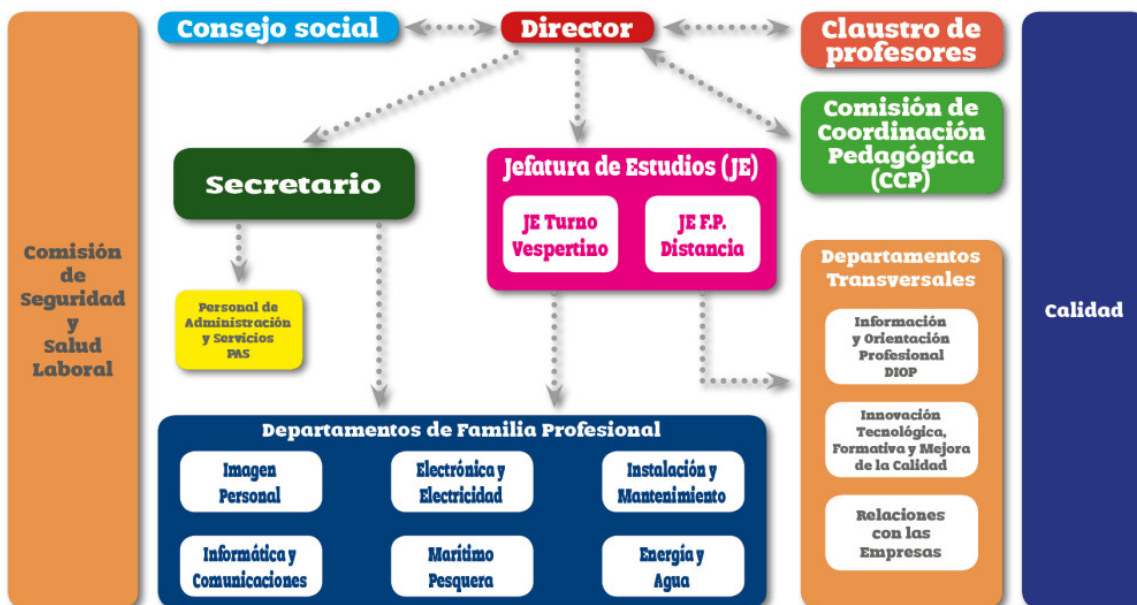 Consejo social
Director
Claustro de
profesores
Comisión de
Coordinación
Pedagógica
(CCP)
Secretario
Jefatura de Estudios (JE)
JE Turno
Vespertino
JE F.P.
Distancia
Comisión
de
Seguridad
y
Salud
Laboral
Personal de
Administración
y Servicios
PAS
Departamentos
Transversales
Información
y Orientación
Profesional
DIOP
Innovación
Tecnológica,
Formativa y Mejora
de la Calidad
Relaciones
con las
Empresas
Calidad
Departamentos de Familia Profesional
Imagen
Personal
Electrónica y
Electricidad
Instalación y
Mantenimiento
Informática y
Comunicaciones
Marítimo
Pesquera
Energía y
Agua